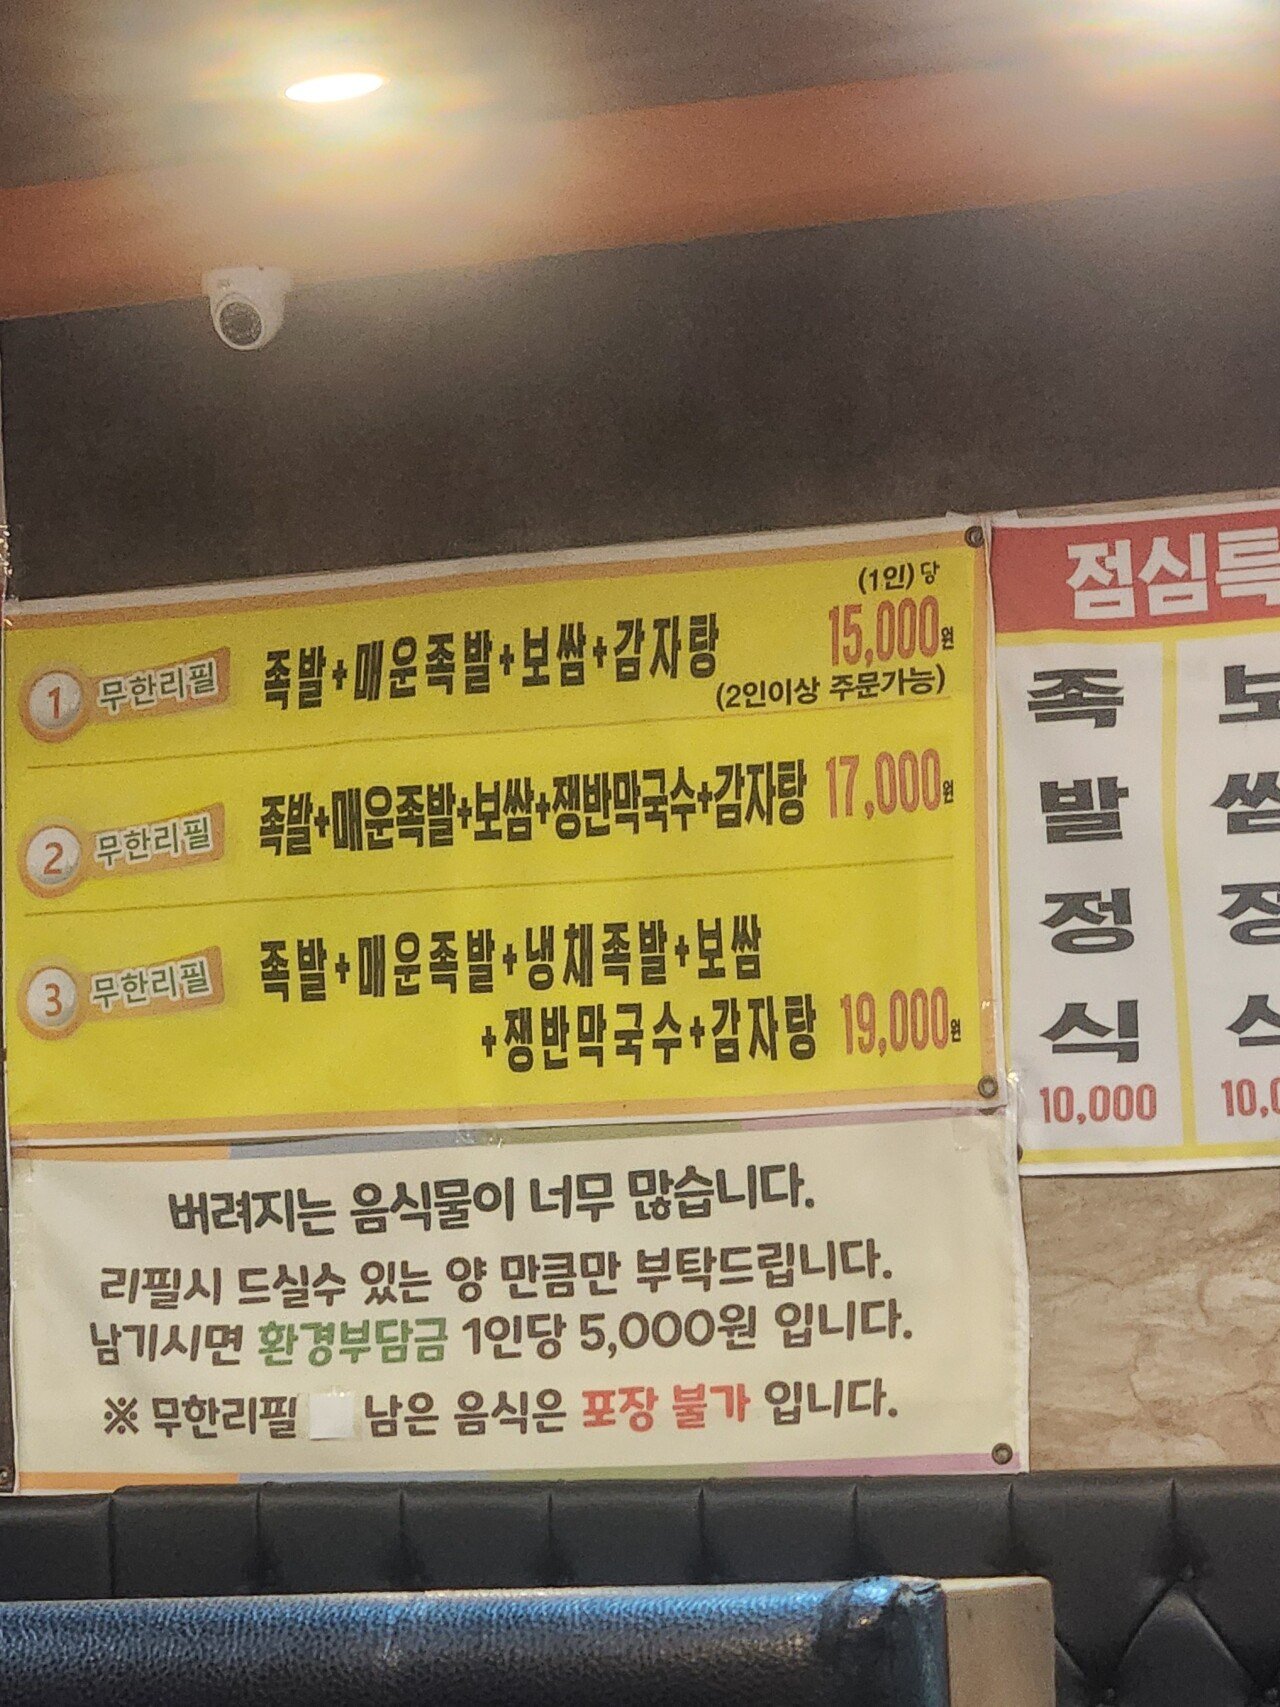 (1인)당
1 무한리필 족발+매운족발+보쌈+감자탕 15,000원
(2인이상 주문가능)
2 무한리필 족발+매운족발+보쌈+쟁반막국수+감자탕 17,000원
3 무한리필 족발+매운족발+냉채족발+보쌈
+쟁반막국수+감자탕 19,000원
버려지는 음식물이 너무 많습니다.
리필시 드실수 있는 양 만큼만 부탁드립니다.
남기시면 환경부담금 1인당 5,000원 입니다.
※ 무한리필 남은 음식은 포장 불가 입니다.
점심특
족발정식
10,000
보쌈정식
10,0